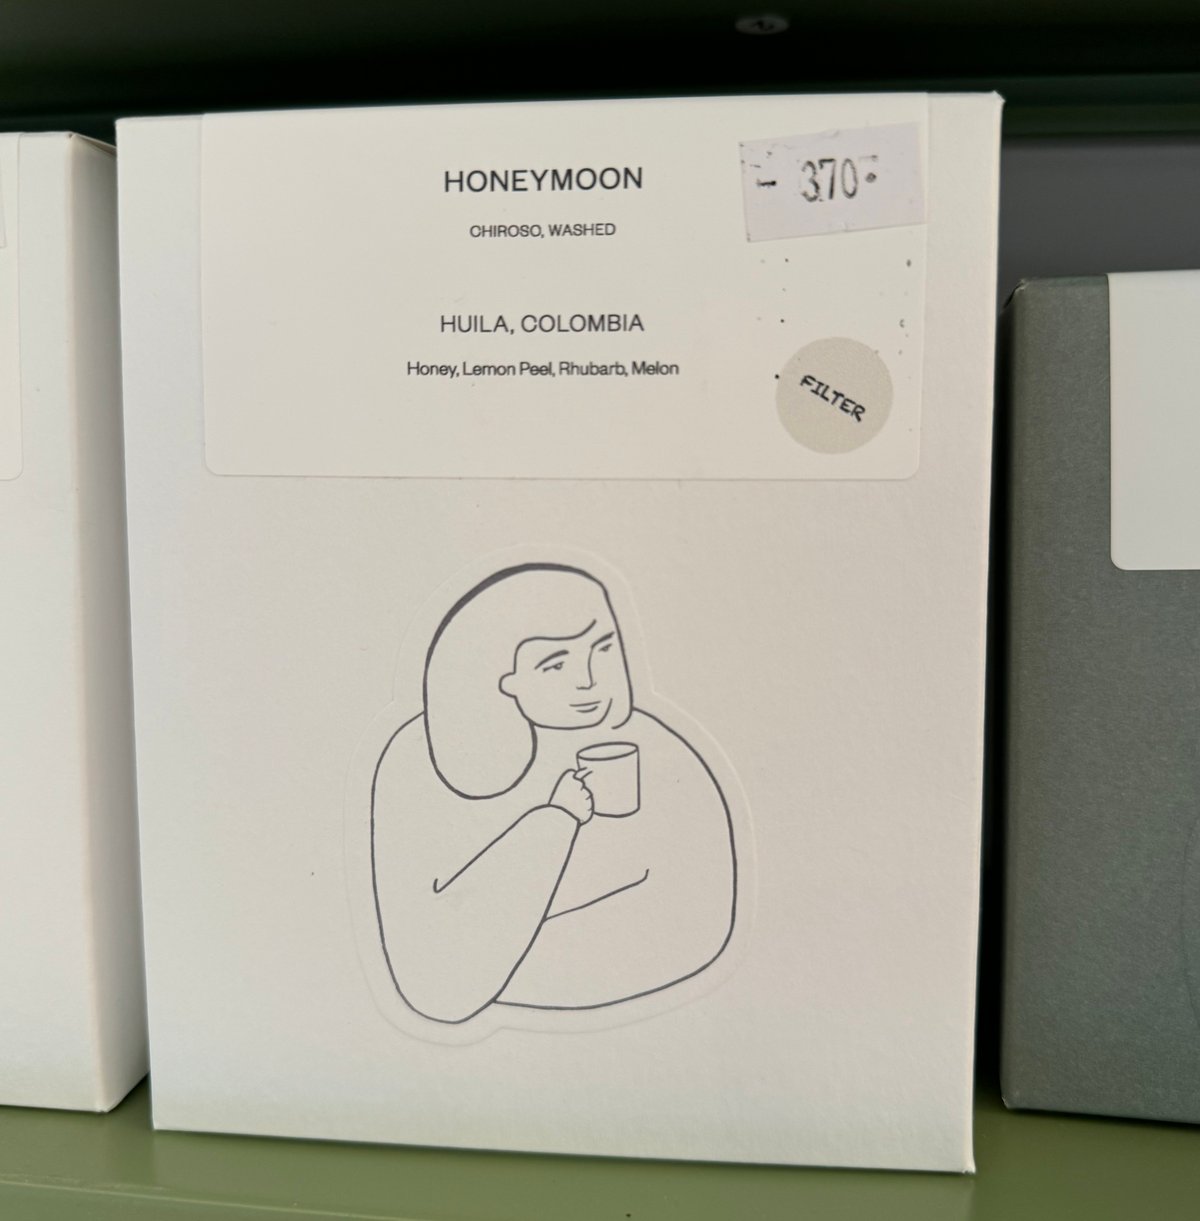 HONEYMOON
- 370.-
CHIROSO, WASHED
HUILA, COLOMBIA
Honey, Lemon Peel, Rhubarb, Melon
FILTER